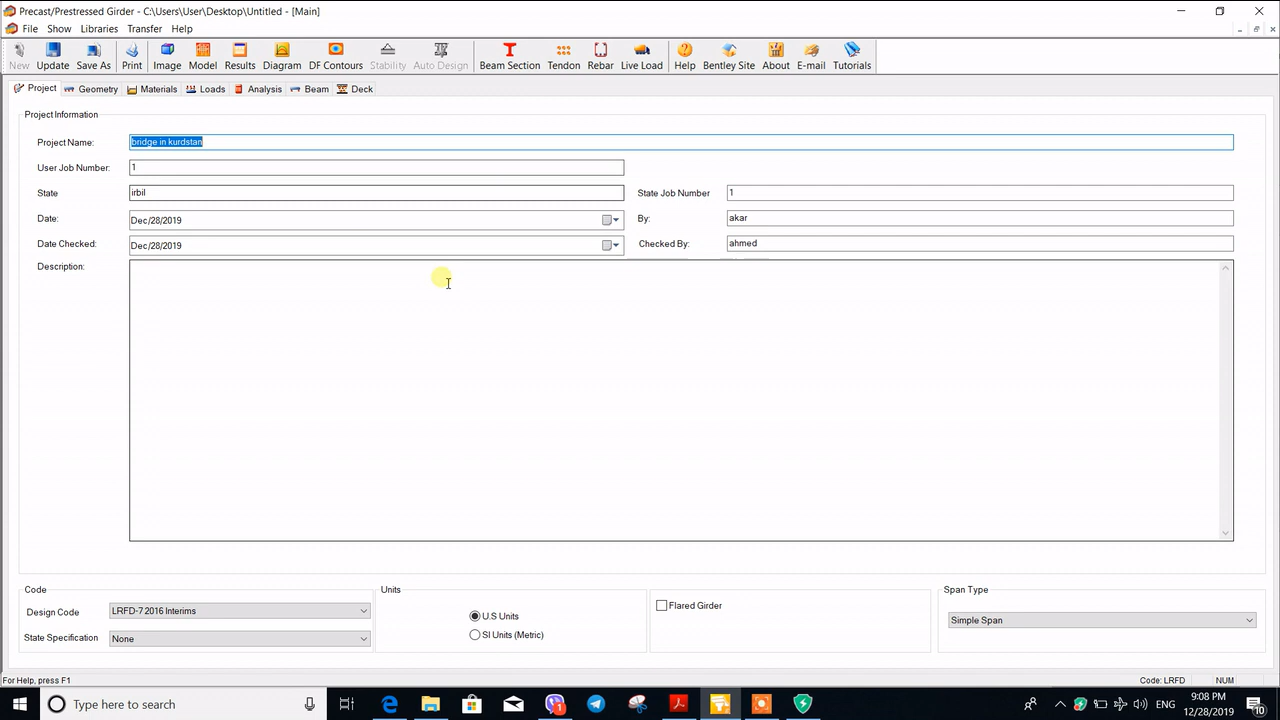 Precast/Prestressed Girder - C:\Users\User\Desktop\Untitled - [Main]
File Show Libraries Transfer Help
New Update Save As Print Image Model Results Diagram DF Contours Stability Auto Design Beam Section Tendon Rebar Live Load Help Bentley Site About E-mail Tutorials
Project Geometry Materials Loads Analysis Beam Deck
Project Information
Project Name: bridge in kurdstan
User Job Number: 1
State irbil State Job Number 1
Date: Dec/28/2019 By: akar
Date Checked: Dec/28/2019 Checked By: ahmed
Description:
Code Units Span Type
Design Code LRFD-7 2016 Interims U.S Units Flared Girder Simple Span
State Specification None SI Units (Metric)
For Help, press F1 Code: LRFD NUM
Type here to search ENG 9:08 PM
12/28/2019